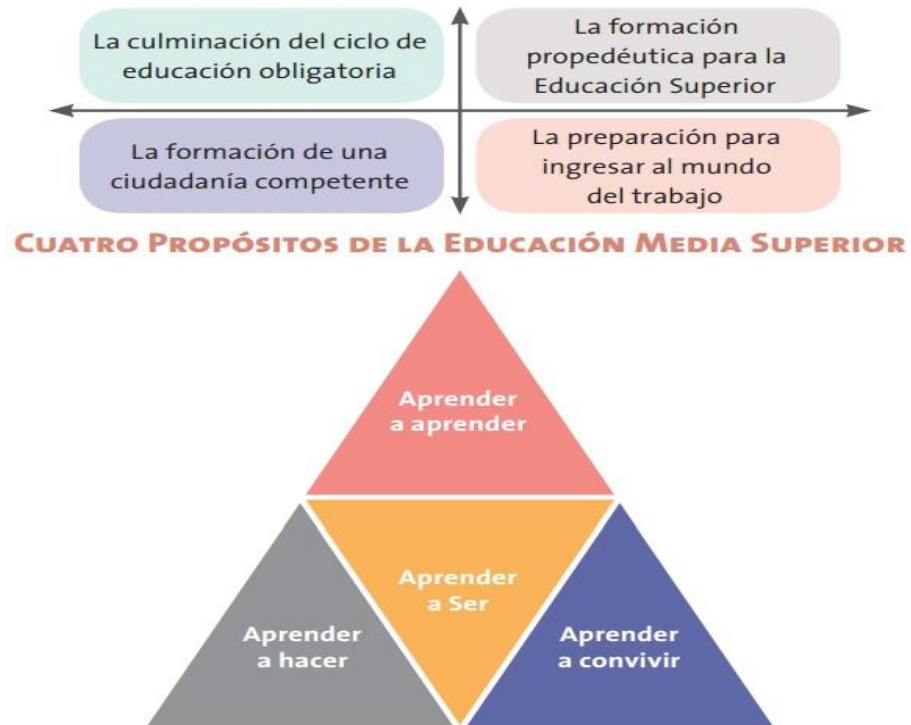 La culminación del ciclo de
educación obligatoria
La formación
propedéutica para la
Educación Superior
La formación de una
ciudadanía competente
La preparación para
ingresar al mundo
del trabajo
CUATRO PROPÓSITOS DE LA EDUCACIÓN MEDIA SUPERIOR
Aprender
a aprender
Aprender
a Ser
Aprender
a hacer
Aprender
a convivir